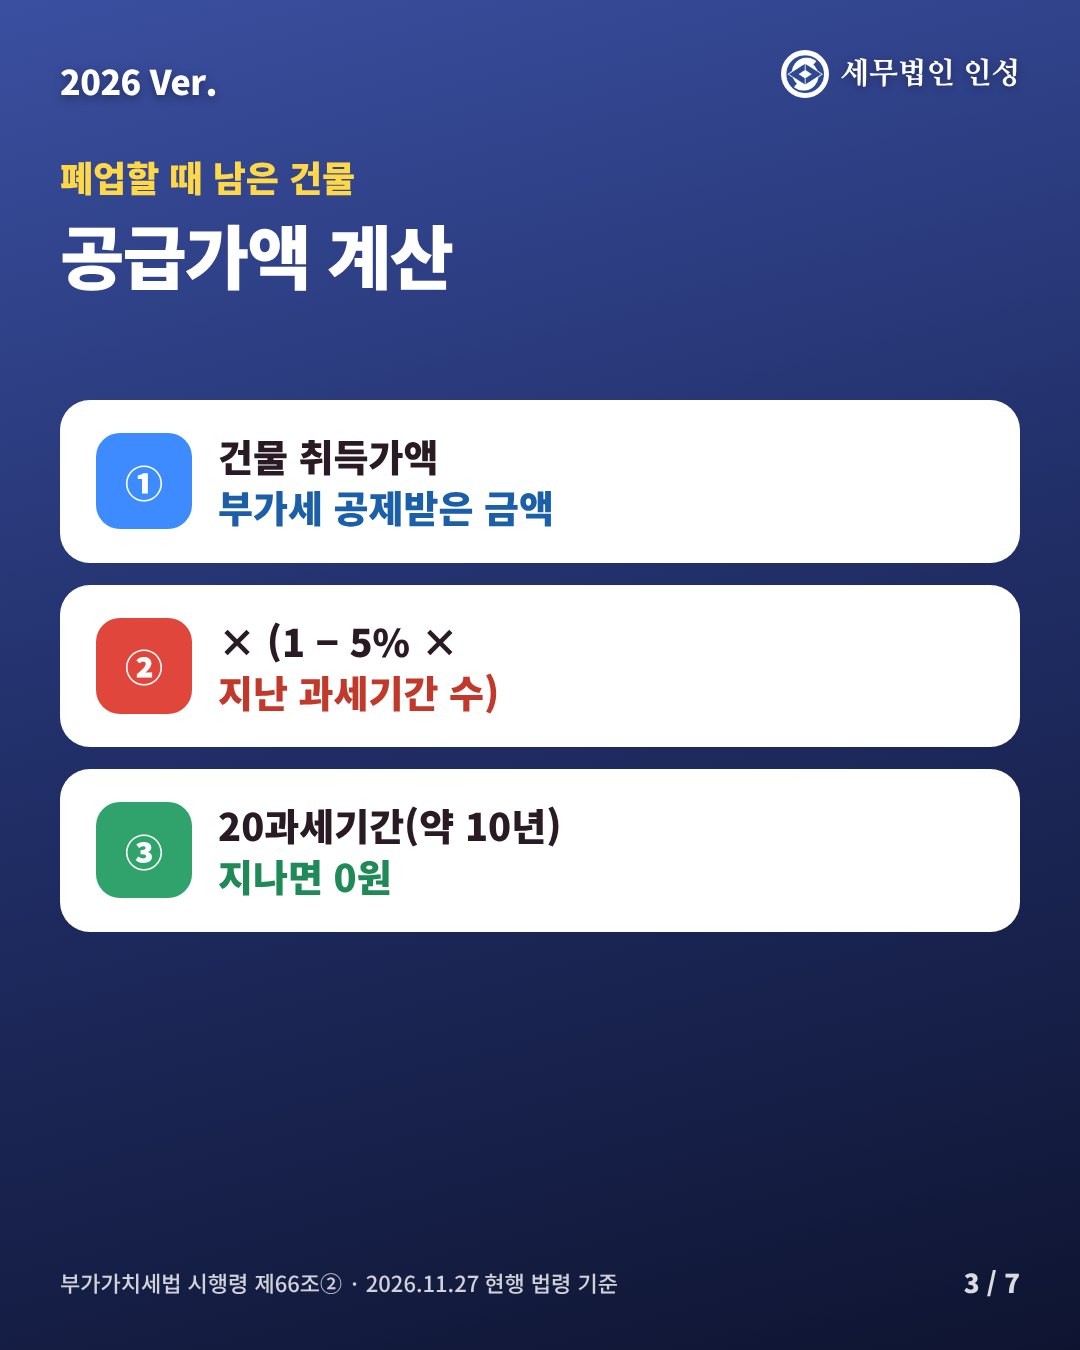 2026 Ver.
세무법인 인성
폐업할 때 남은 건물
공급가액 계산
①
건물 취득가액
부가세 공제받은 금액
②
× (1 − 5% ×
지난 과세기간 수)
③
20과세기간(약 10년)
지나면 0원
부가가치세법 시행령 제66조② · 2026.11.27 현행 법령 기준
3 / 7